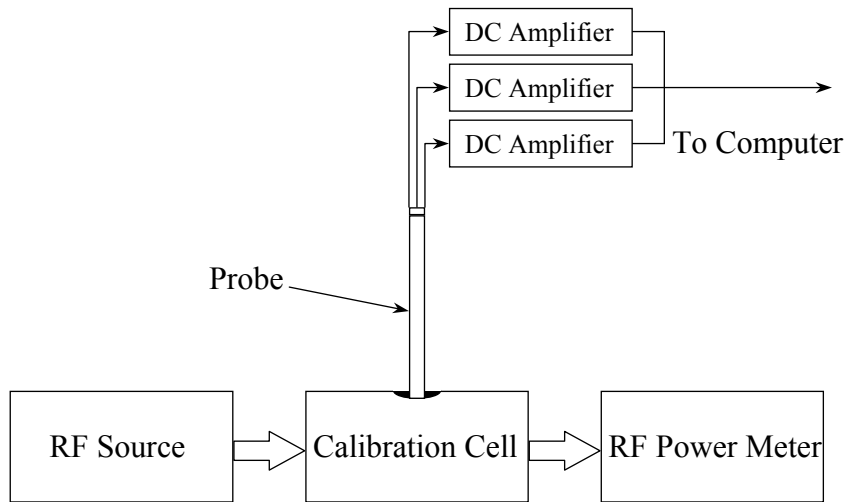 DC Amplifier
DC Amplifier
DC Amplifier
To Computer
Probe
RF Source
Calibration Cell
RF Power Meter